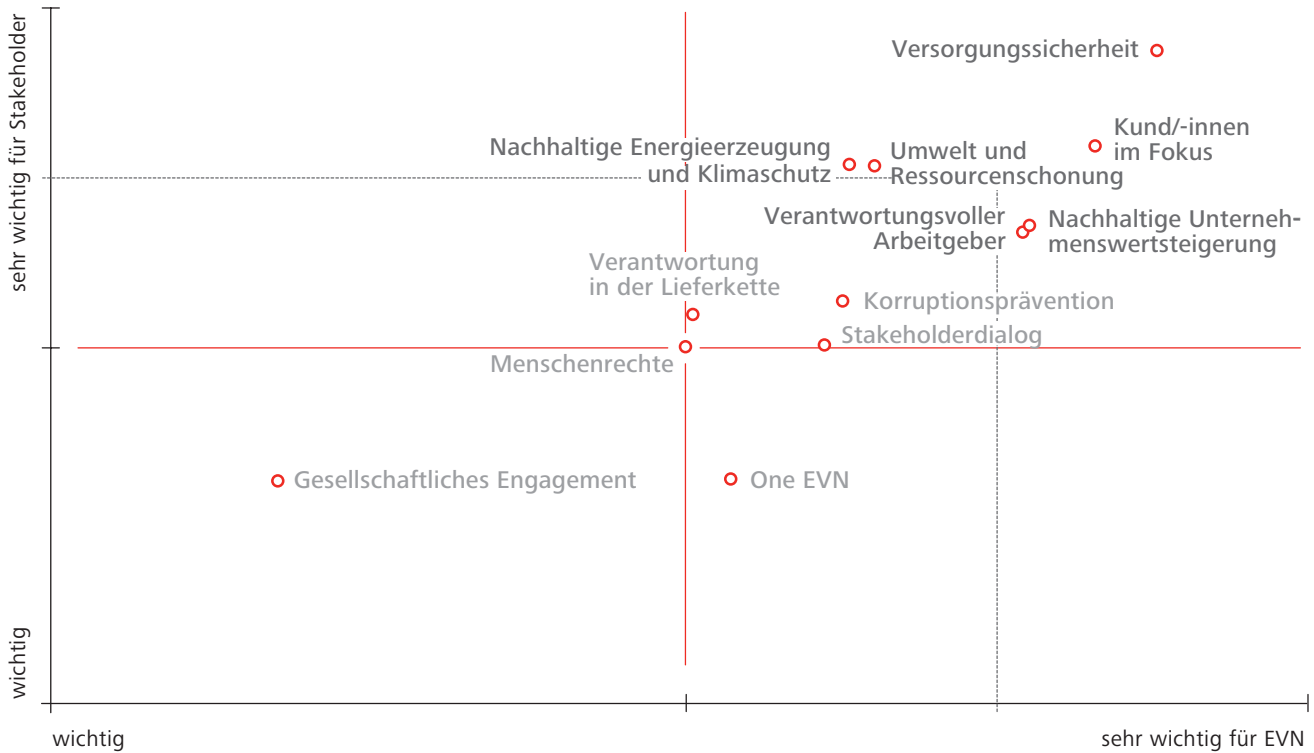 sehr wichtig für Stakeholder
wichtig
Versorgungssicherheit
Kund/-innen
im Fokus
Nachhaltige Energieerzeugung
und Klimaschutz
Umwelt und
Ressourcenschonung
Verantwortungsvoller
Arbeitgeber
Nachhaltige Unterneh-
menswertsteigerung
Verantwortung
in der Lieferkette
Korruptionsprävention
Stakeholderdialog
Menschenrechte
Gesellschaftliches Engagement
One EVN
wichtig
sehr wichtig für EVN